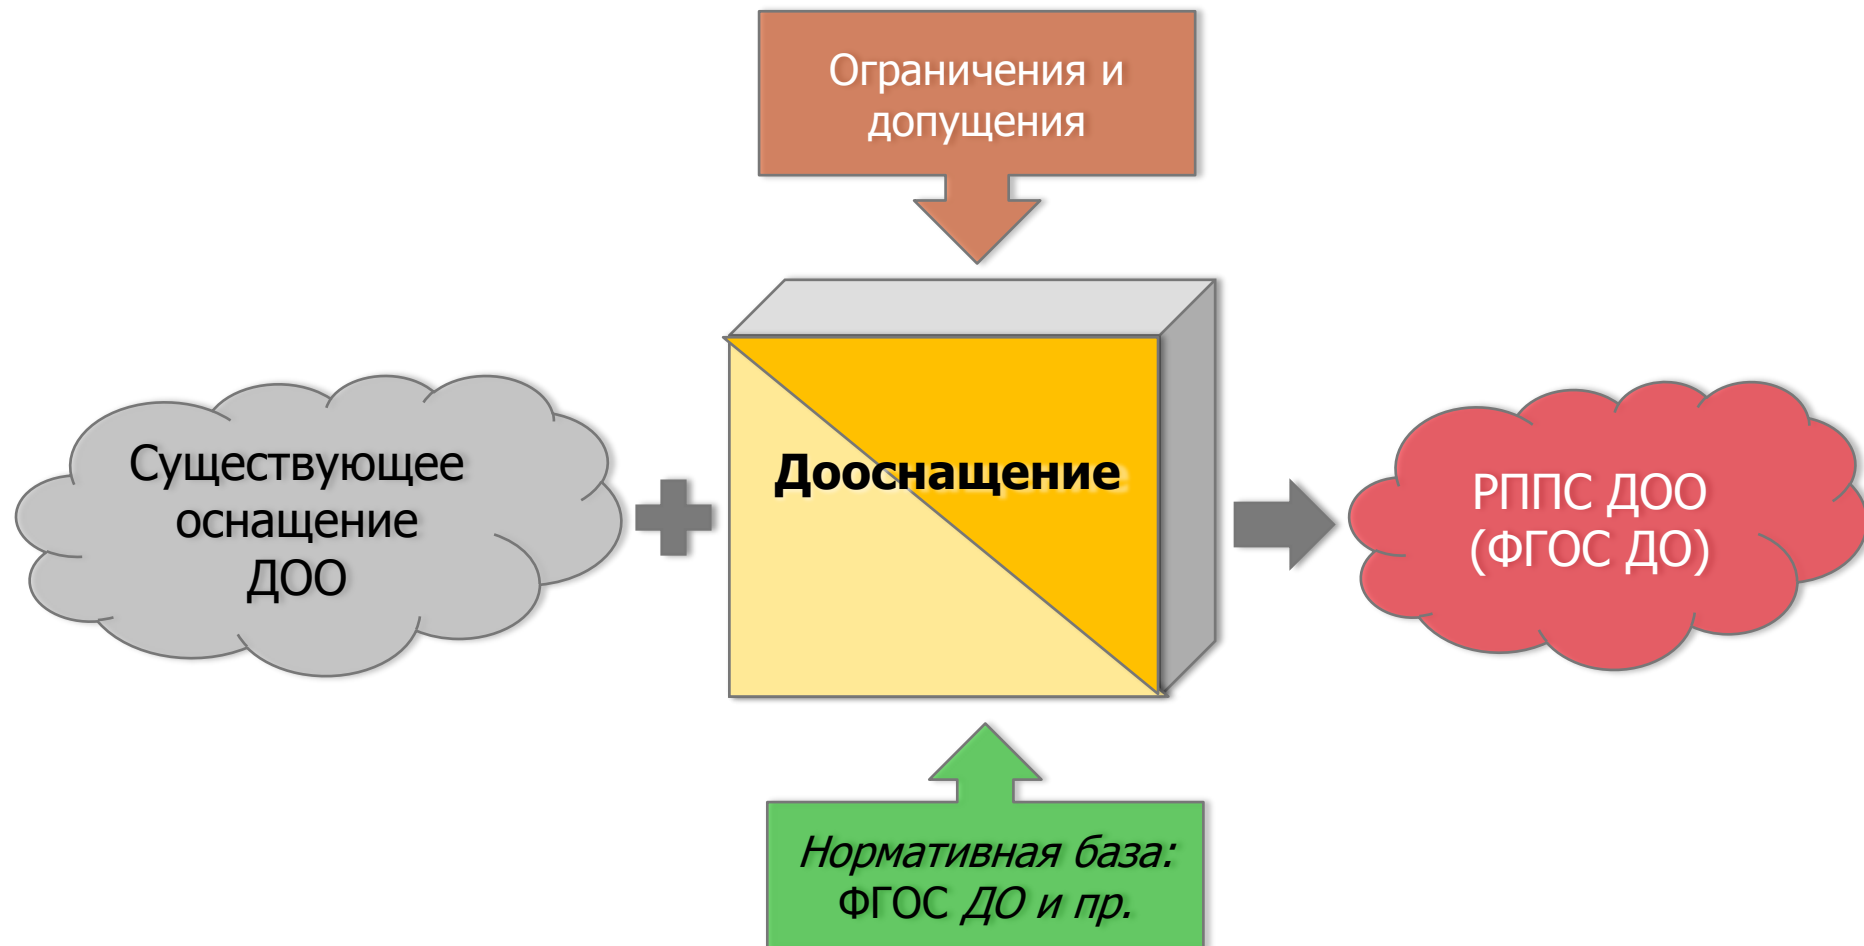 Ограничения и
допущения
Существующее
оснащение
ДОО
Дооснащение
РППС ДОО
(ФГОС ДО)
Нормативная база:
ФГОС ДО и пр.